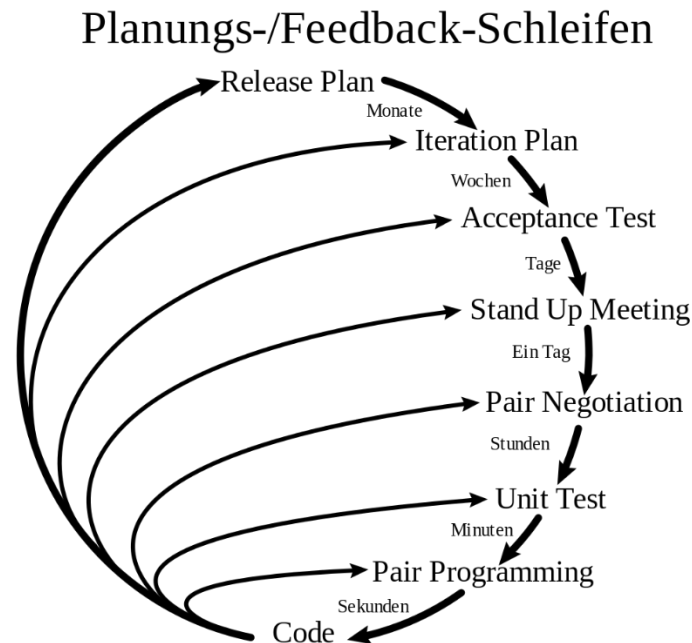 Planungs-/Feedback-Schleifen
Release Plan
Monate
Iteration Plan
Wochen
Acceptance Test
Tage
Stand Up Meeting
Ein Tag
Pair Negotiation
Stunden
Unit Test
Minuten
Pair Programming
Sekunden
Code